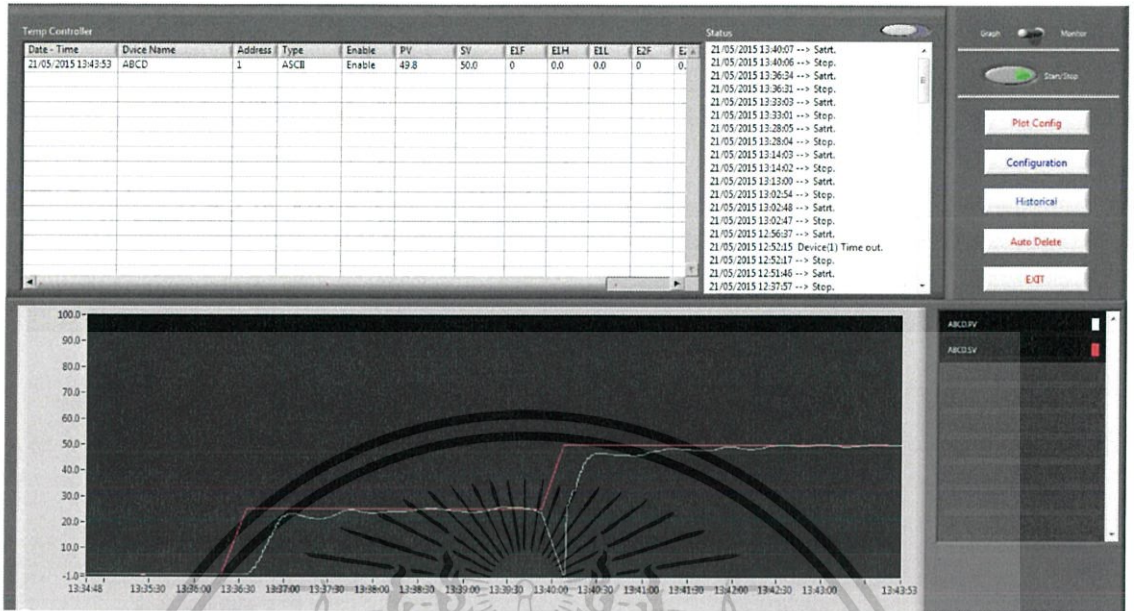 Temp Controller
Date - Time Dvice Name Address Type Enable PV SV E1F E1H E1L E2F
21/05/2015 13:43:53 ABCD 1 ASCII Enable 49.8 50.0 0 0.0 0.0 0 0.
Status
21/05/2015 13:40:07 --> Satrt.
21/05/2015 13:40:06 --> Stop.
21/05/2015 13:36:34 --> Satrt.
21/05/2015 13:36:31 --> Stop.
21/05/2015 13:33:03 --> Satrt.
21/05/2015 13:33:01 --> Stop.
21/05/2015 13:28:05 --> Satrt.
21/05/2015 13:28:04 --> Stop.
21/05/2015 13:14:03 --> Satrt.
21/05/2015 13:14:02 --> Stop.
21/05/2015 13:13:00 --> Satrt.
21/05/2015 13:02:54 --> Stop.
21/05/2015 13:02:48 --> Satrt.
21/05/2015 13:02:47 --> Stop.
21/05/2015 12:56:37 --> Satrt.
21/05/2015 12:52:15 Device(1) Time out.
21/05/2015 12:52:17 --> Stop.
21/05/2015 12:51:46 --> Satrt.
21/05/2015 12:37:57 --> Stop.
Graph Monitor
Start/Stop
Plot Config
Configuration
Historical
Auto Delete
EXIT
100.0
90.0
80.0
70.0
60.0
50.0
40.0
30.0
20.0
10.0
-1.0
13:34:48 13:35:30 13:36:00 13:36:30 13:37:00 13:37:30 13:38:00 13:38:30 13:39:00 13:39:30 13:40:00 13:40:30 13:41:00 13:41:30 13:42:00 13:42:30 13:43:00 13:43:53
ABCD.PV
ABCD.SV